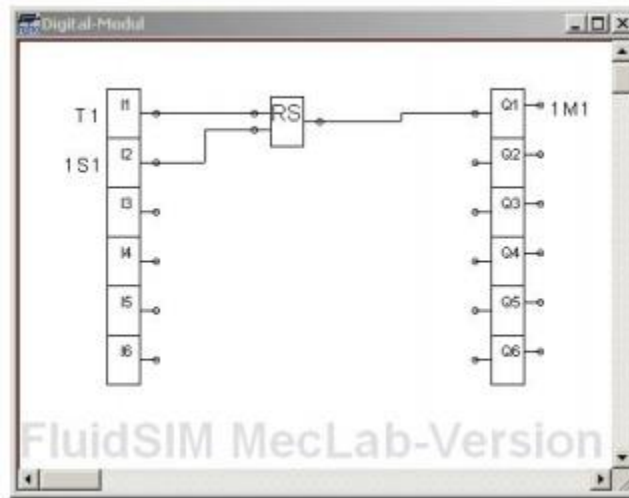 Digital-Modul
T1 I1 RS Q1 1M1
1S1 I2 Q2
I3 Q3
I4 Q4
I5 Q5
I6 Q6
FluidSIM MecLab-Version